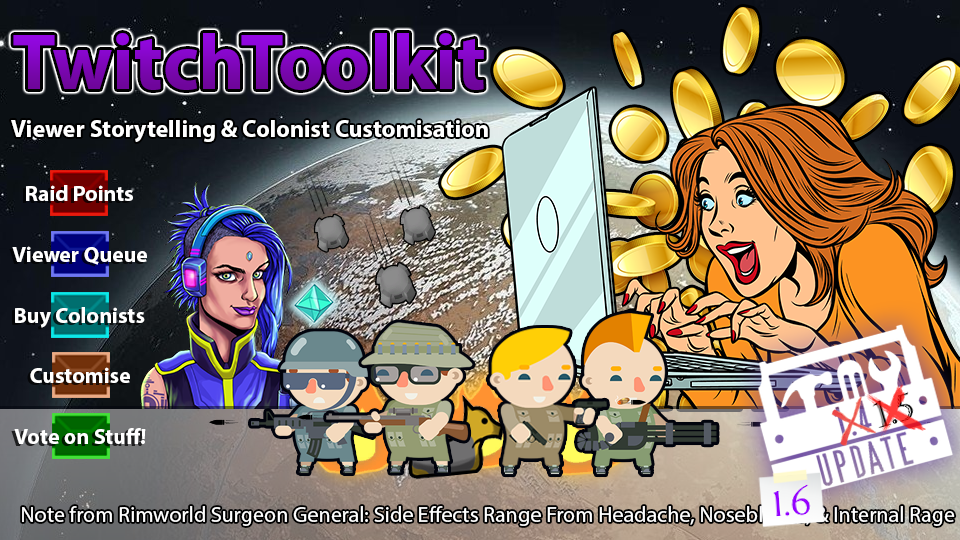 TwitchToolkit
Viewer Storytelling & Colonist Customisation
Raid Points
Viewer Queue
Buy Colonists
Customise
Vote on Stuff!
UPDATE
1.6
Note from Rimworld Surgeon General: Side Effects Range From Headache, & Internal Rage